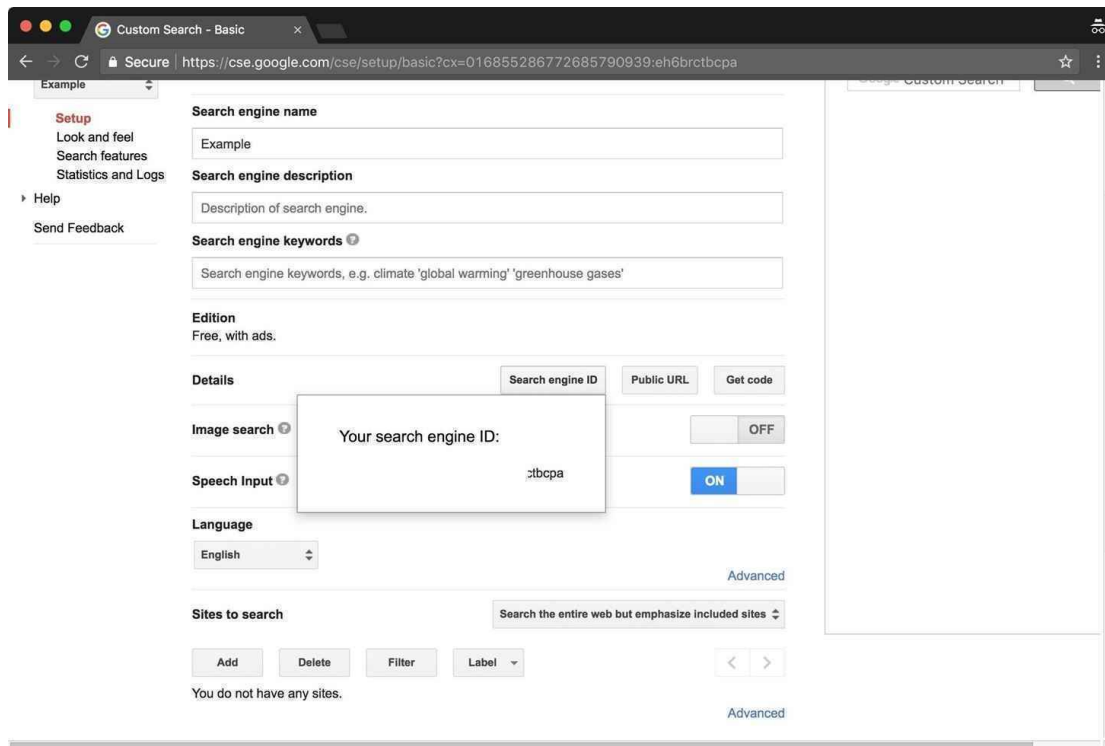 Custom Search - Basic
Secure https://cse.google.com/cse/setup/basic?cx=016855286772685790939:eh6brctbcpa
Example
Setup
Look and feel
Search features
Statistics and Logs
Help
Send Feedback
Search engine name
Example
Search engine description
Description of search engine.
Search engine keywords
Search engine keywords, e.g. climate 'global warming' 'greenhouse gases'
Edition
Free, with ads.
Details Search engine ID Public URL Get code
Image search OFF
Your search engine ID:
ctbcpa
Speech Input ON
Language
English
Advanced
Sites to search Search the entire web but emphasize included sites
Add Delete Filter Label
You do not have any sites.
Advanced
Custom Search